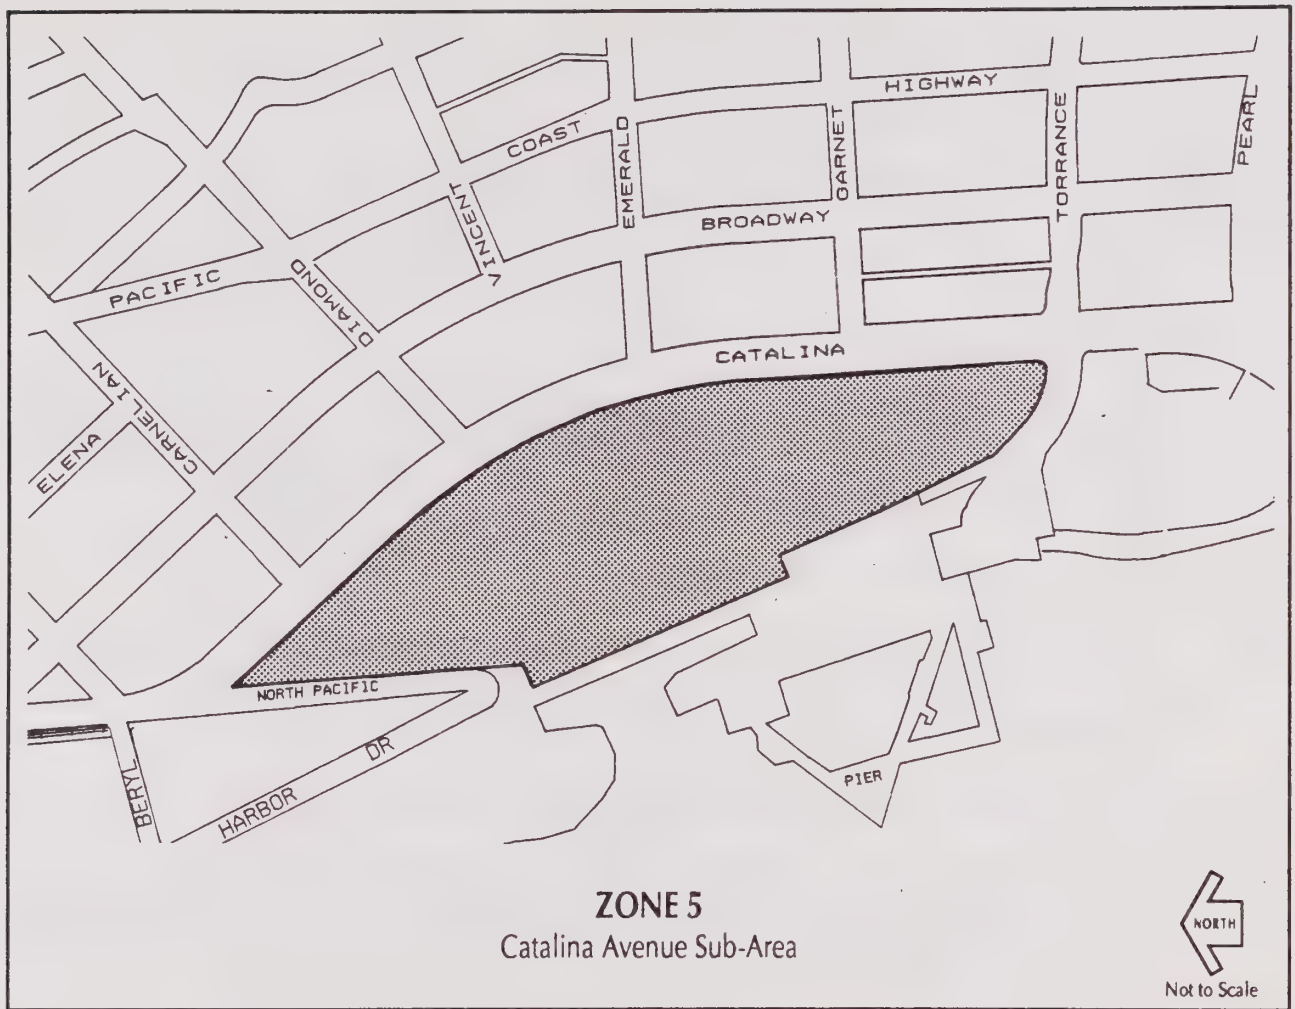 HIGHWAY
COAST
EMERALD
GARNET
TORRANCE
PEARL
VINCENT
BROADWAY
PACIFIC
DIAMOND
CATALINA
CARNELIAN
ELENA
NORTH PACIFIC
HARBOR DR
BERYL
PIER
ZONE 5
Catalina Avenue Sub-Area
NORTH
Not to Scale